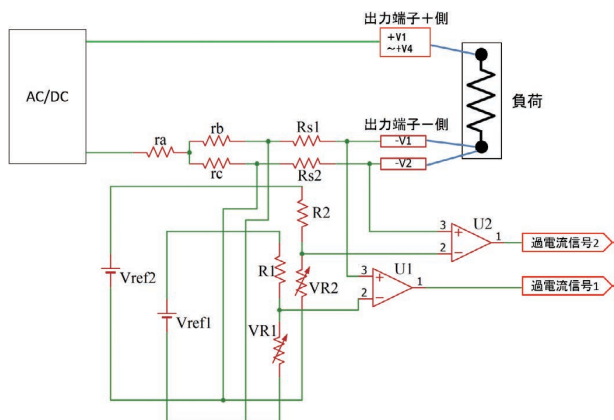 出力端子+側
+V1
~+V4
AC/DC
負荷
rb
Rs1
出力端子ー側
ra
-V1
rc
Rs2
-V2
R2
U2
3
1
2
過電流信号2
R1
VR2
U1
3
1
2
過電流信号1
Vref2
Vref1
VR1